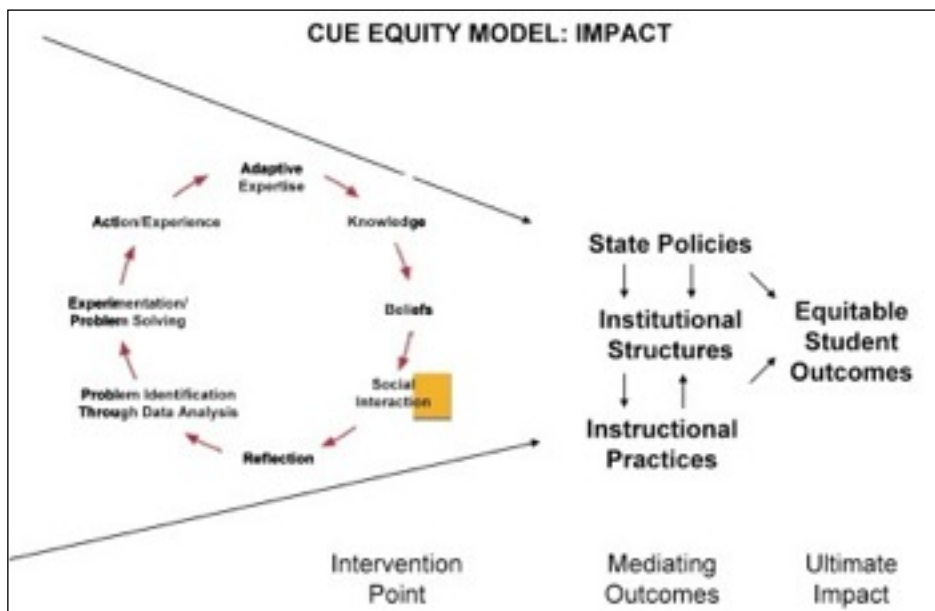 CUE EQUITY MODEL: IMPACT
Adaptive
Expertise
Knowledge
Beliefs
Social
Interaction
Reflection
Problem Identification
Through Data Analysis
Experimentation/
Problem Solving
Action/Experience
State Policies
Institutional
Structures
Instructional
Practices
Equitable
Student
Outcomes
Intervention
Point
Mediating
Outcomes
Ultimate
Impact